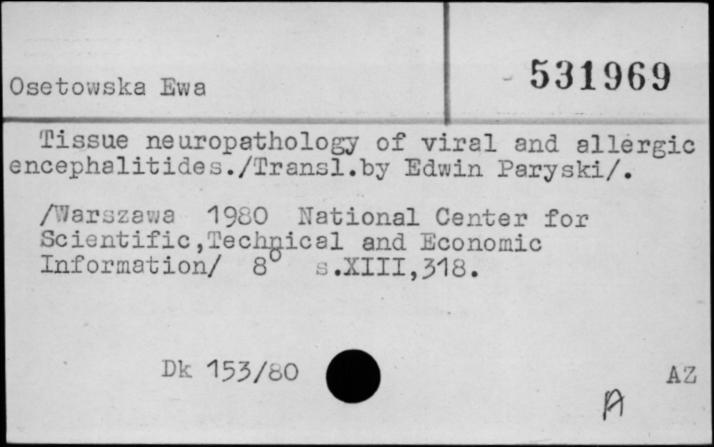 Osetowska Ewa
531969
Tissue neuropathology of viral and allergic
encephalitides./Transl.by Edwin Paryski/.
/Warszawa 1980 National Center for
Scientific,Technical and Economic
Information/ 8° s.XIII,318.
Dk 153/80
AZ
A